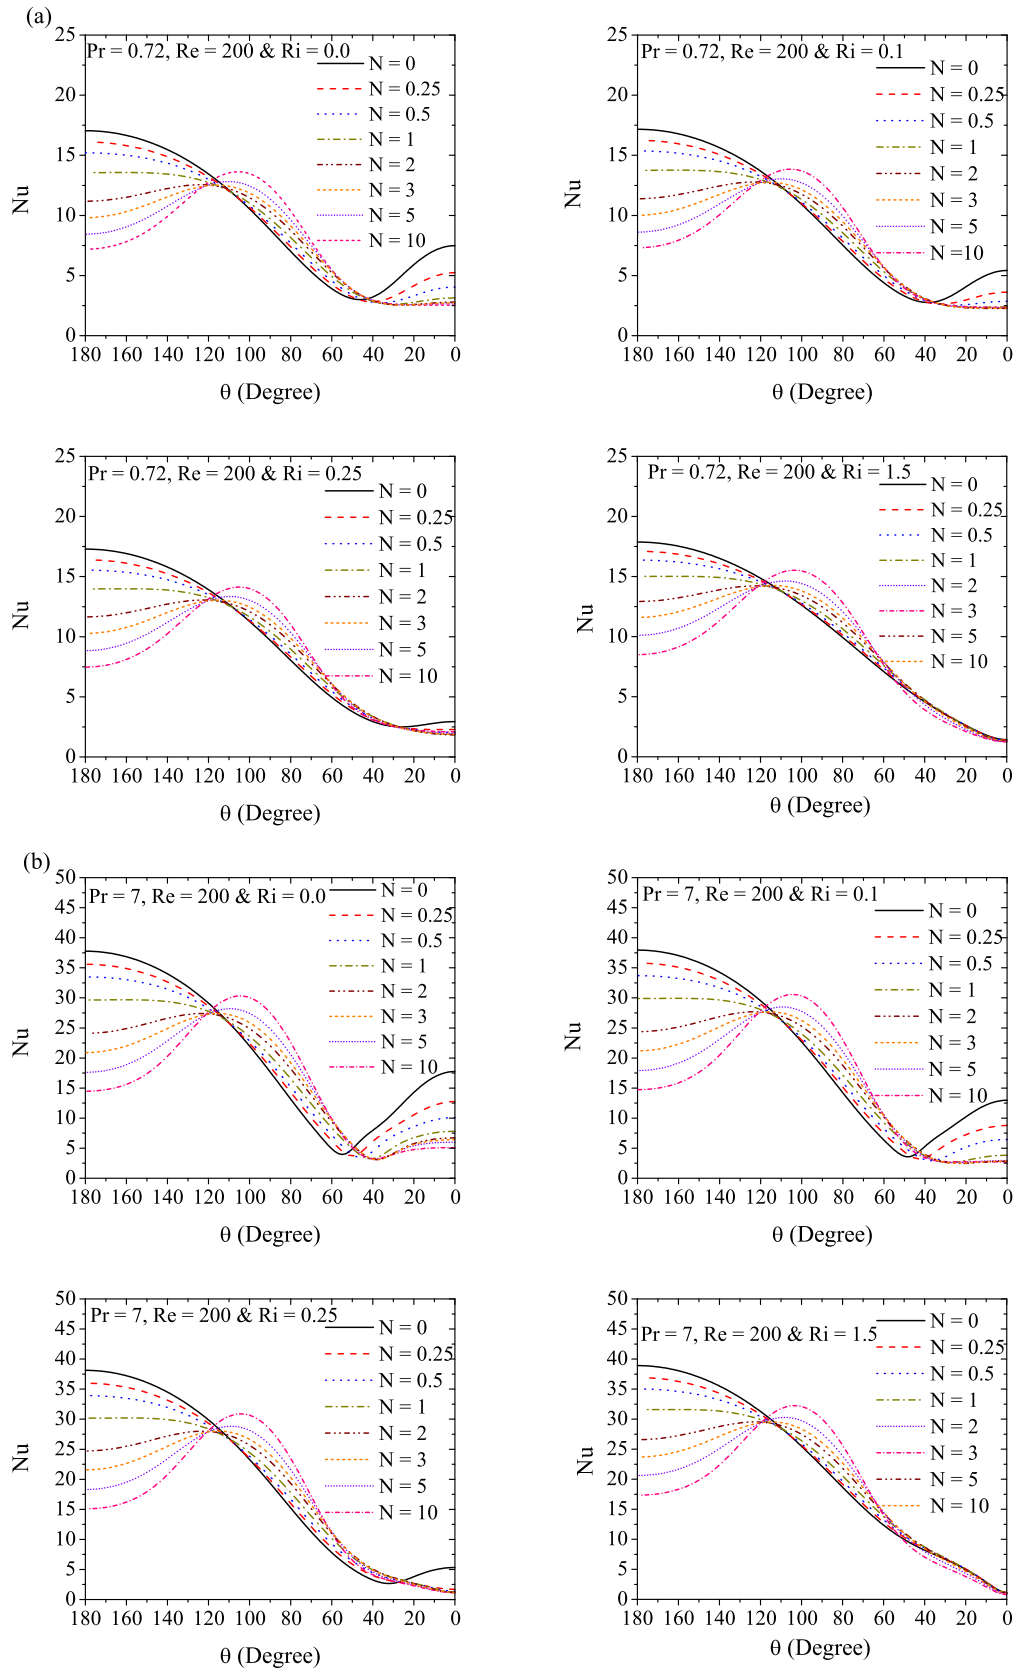 (a)
Pr = 0.72, Re = 200 & Ri = 0.0
N = 0
N = 0.25
N = 0.5
N = 1
N = 2
N = 3
N = 5
N = 10
25
20
15
10
5
0
Nu
180 160 140 120 100 80 60 40 20 0
θ (Degree)
Pr = 0.72, Re = 200 & Ri = 0.1
N = 0
N = 0.25
N = 0.5
N = 1
N = 2
N = 3
N = 5
N =10
25
20
15
10
5
0
Nu
180 160 140 120 100 80 60 40 20 0
θ (Degree)
Pr = 0.72, Re = 200 & Ri = 0.25
N = 0
N = 0.25
N = 0.5
N = 1
N = 2
N = 3
N = 5
N = 10
25
20
15
10
5
0
Nu
180 160 140 120 100 80 60 40 20 0
θ (Degree)
Pr = 0.72, Re = 200 & Ri = 1.5
N = 0
N = 0.25
N = 0.5
N = 1
N = 2
N = 3
N = 5
N = 10
25
20
15
10
5
0
Nu
180 160 140 120 100 80 60 40 20 0
θ (Degree)
(b)
Pr = 7, Re = 200 & Ri = 0.0
N = 0
N = 0.25
N = 0.5
N = 1
N = 2
N = 3
N = 5
N = 10
50
45
40
35
30
25
20
15
10
5
0
Nu
180 160 140 120 100 80 60 40 20 0
θ (Degree)
Pr = 7, Re = 200 & Ri = 0.1
N = 0
N = 0.25
N = 0.5
N = 1
N = 2
N = 3
N = 5
N = 10
50
45
40
35
30
25
20
15
10
5
0
Nu
180 160 140 120 100 80 60 40 20 0
θ (Degree)
Pr = 7, Re = 200 & Ri = 0.25
N = 0
N = 0.25
N = 0.5
N = 1
N = 2
N = 3
N = 5
N = 10
50
45
40
35
30
25
20
15
10
5
0
Nu
180 160 140 120 100 80 60 40 20 0
θ (Degree)
Pr = 7, Re = 200 & Ri = 1.5
N = 0
N = 0.25
N = 0.5
N = 1
N = 2
N = 3
N = 5
N = 10
50
45
40
35
30
25
20
15
10
5
0
Nu
180 160 140 120 100 80 60 40 20 0
θ (Degree)